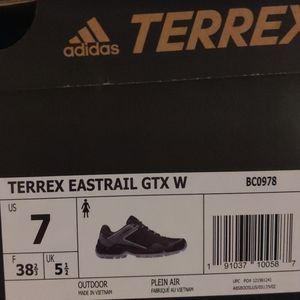 adidas TERREX
TERREX EASTRAIL GTX W BC0978
US 7
F 38⅔ UK 5½
OUTDOOR PLEIN AIR
MADE IN VIETNAM FABRIQUÉ AU VIETNAM
1 91037 10058 7